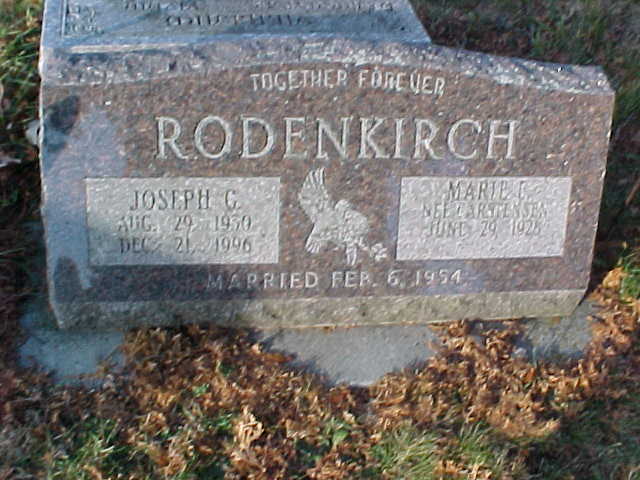 TOGETHER FOREVER
RODENKIRCH
JOSEPH G.
AUG. 29, 1930
DEC. 21, 1996
MARIE E.
NEE CARSTENSEN
JUNE 29, 1928
MARRIED FEB. 6, 1954